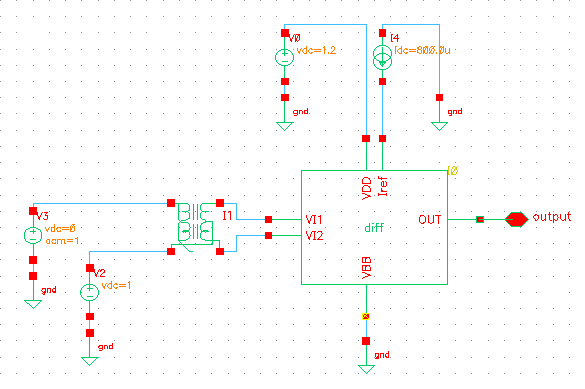 V0
vdc=1.2
I4
Idc=800.0u
gnd
gnd
I0
VDD
Iref
V3
vdc=0
acm=1.
I1
VI1
VI2
diff
OUT
output
V2
vdc=1
VBB
gnd
gnd
gnd